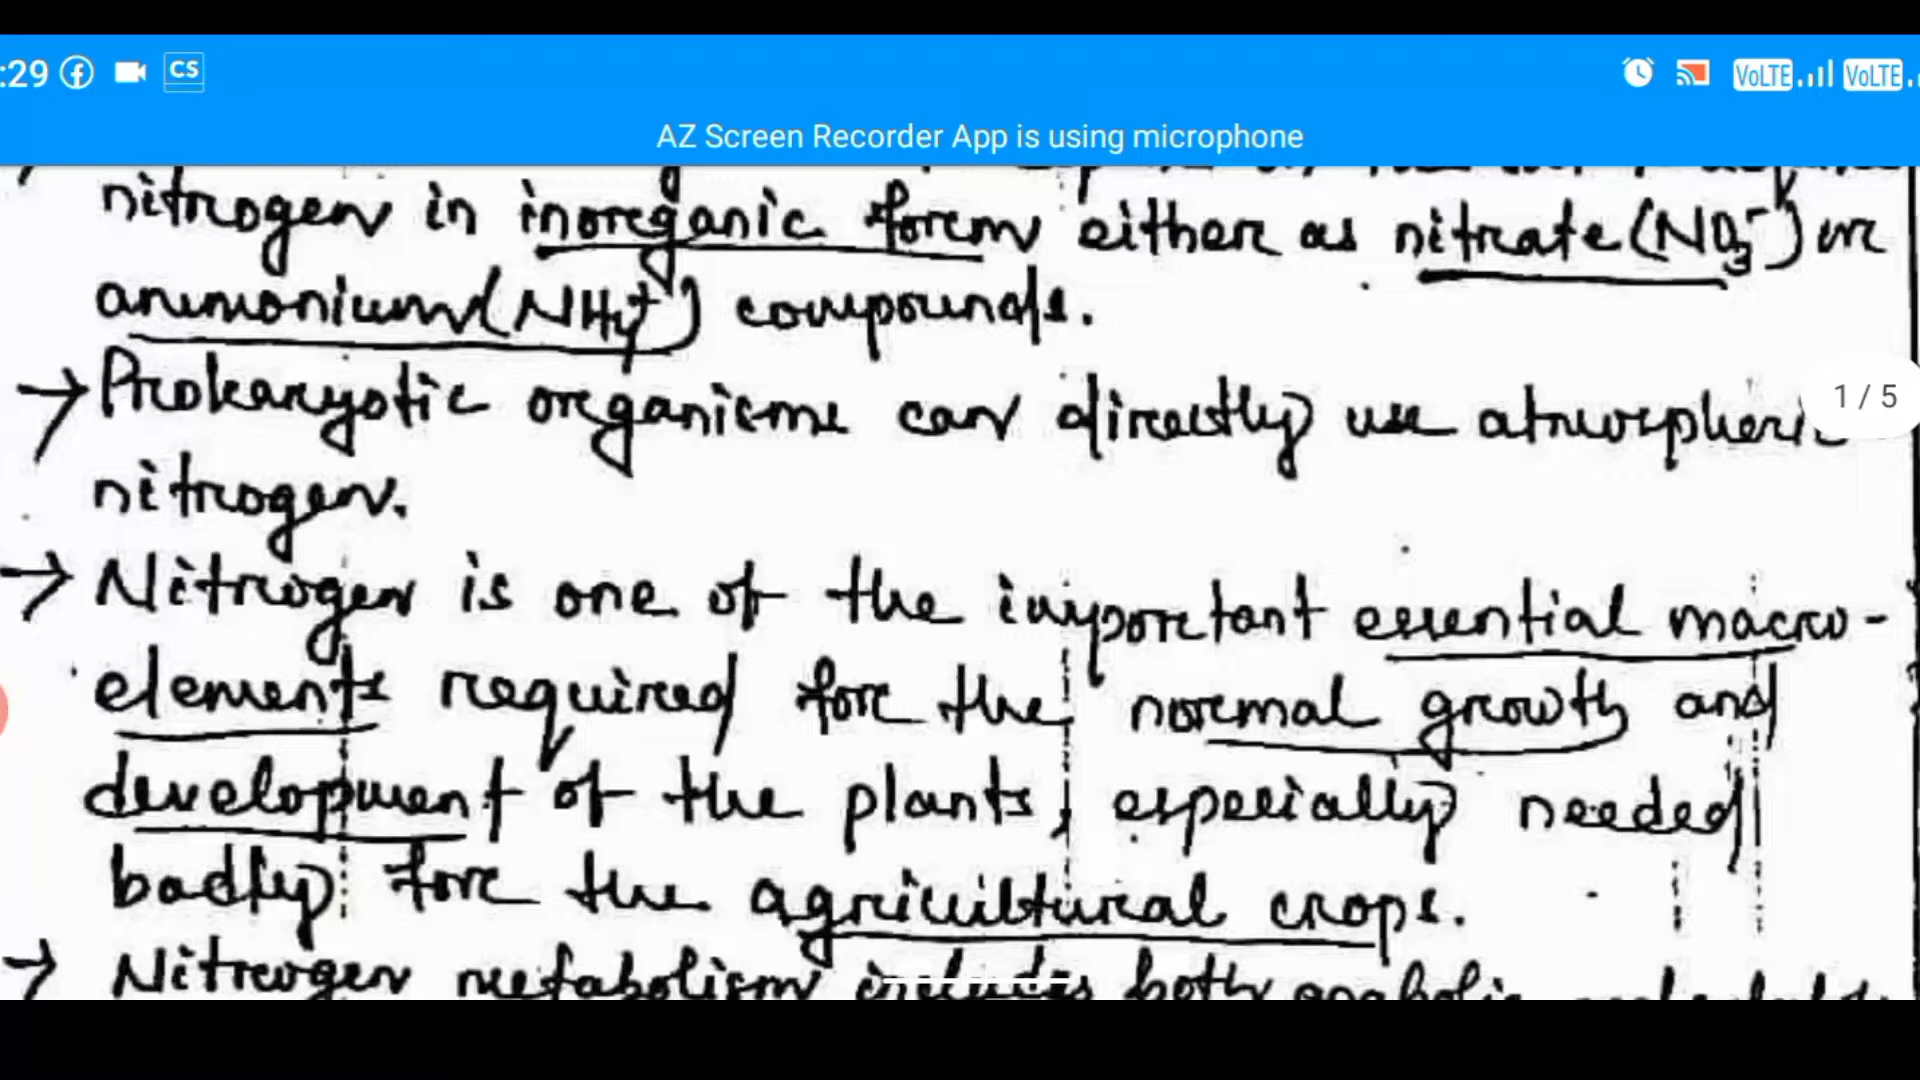 :29 CS VoLTE VoLTE
AZ Screen Recorder App is using microphone
nitrogen in inorganic form either as nitrate (NO3-) or
ammonium (NH4+) compounds.
→ Prokaryotic organisms can directly use atmospheric
1 / 5
nitrogen.
→ Nitrogen is one of the important essential macro-
elements required for the normal growth and
development of the plants, especially needed
badly for the agricultural crops.
→ Nitrogen metabolism includes both anabolic